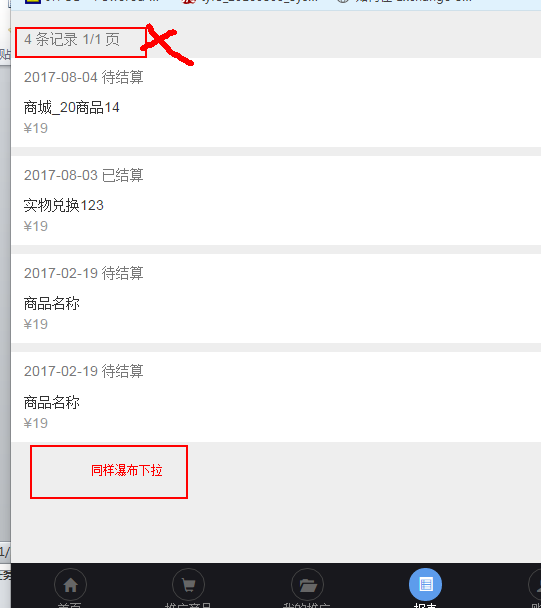 4 条记录 1/1 页
2017-08-04 待结算
商城_20商品14
¥19
2017-08-03 已结算
实物兑换123
¥19
2017-02-19 待结算
商品名称
¥19
2017-02-19 待结算
商品名称
¥19
同样瀑布下拉
1/
首页 推广商品 我的推广 报表